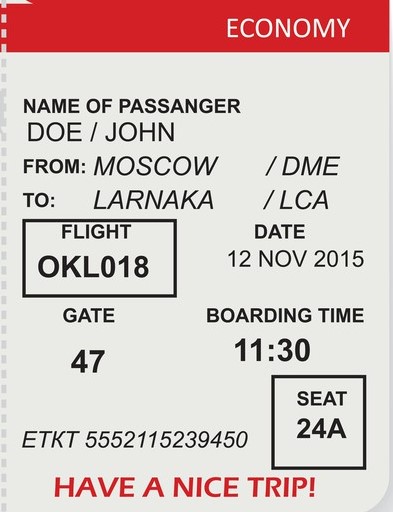 ECONOMY
NAME OF PASSANGER
DOE / JOHN
FROM: MOSCOW / DME
TO: LARNAKA / LCA
FLIGHT DATE
OKL018 12 NOV 2015
GATE BOARDING TIME
47 11:30
SEAT
24A
ETKT 5552115239450
HAVE A NICE TRIP!